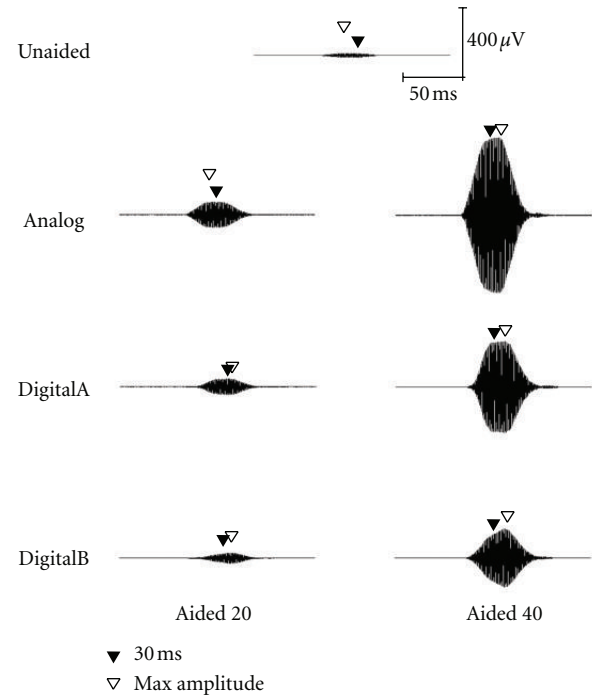 Unaided
400 μV
50 ms
Analog
DigitalA
DigitalB
Aided 20
Aided 40
30 ms
Max amplitude